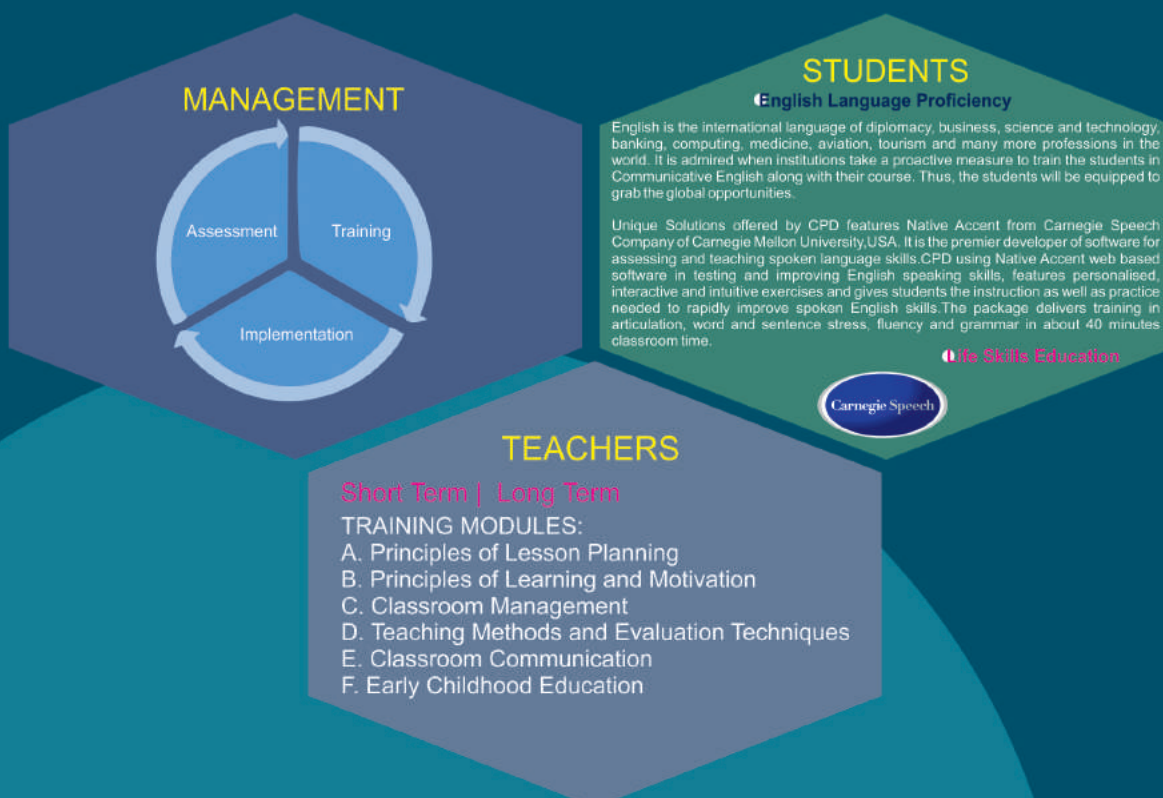 MANAGEMENT
Assessment
Training
Implementation
STUDENTS
English Language Proficiency
English is the international language of diplomacy, business, science and technology,
banking, computing, medicine, aviation, tourism and many more professions in the
world. It is admired when institutions take a proactive measure to train the students in
Communicative English along with their course. Thus, the students will be equipped to
grab the global opportunities.
Unique Solutions offered by CPD features Native Accent from Carnegie Speech
Company of Carnegie Mellon University,USA. It is the premier developer of software for
assessing and teaching spoken language skills.CPD using Native Accent web based
software in testing and improving English speaking skills, features personalised,
interactive and intuitive exercises and gives students the instruction as well as practice
needed to rapidly improve spoken English skills.The package delivers training in
articulation, word and sentence stress, fluency and grammar in about 40 minutes
classroom time.
Life Skills Education
Carnegie Speech
TEACHERS
Short Term | Long Term
TRAINING MODULES:
A. Principles of Lesson Planning
B. Principles of Learning and Motivation
C. Classroom Management
D. Teaching Methods and Evaluation Techniques
E. Classroom Communication
F. Early Childhood Education